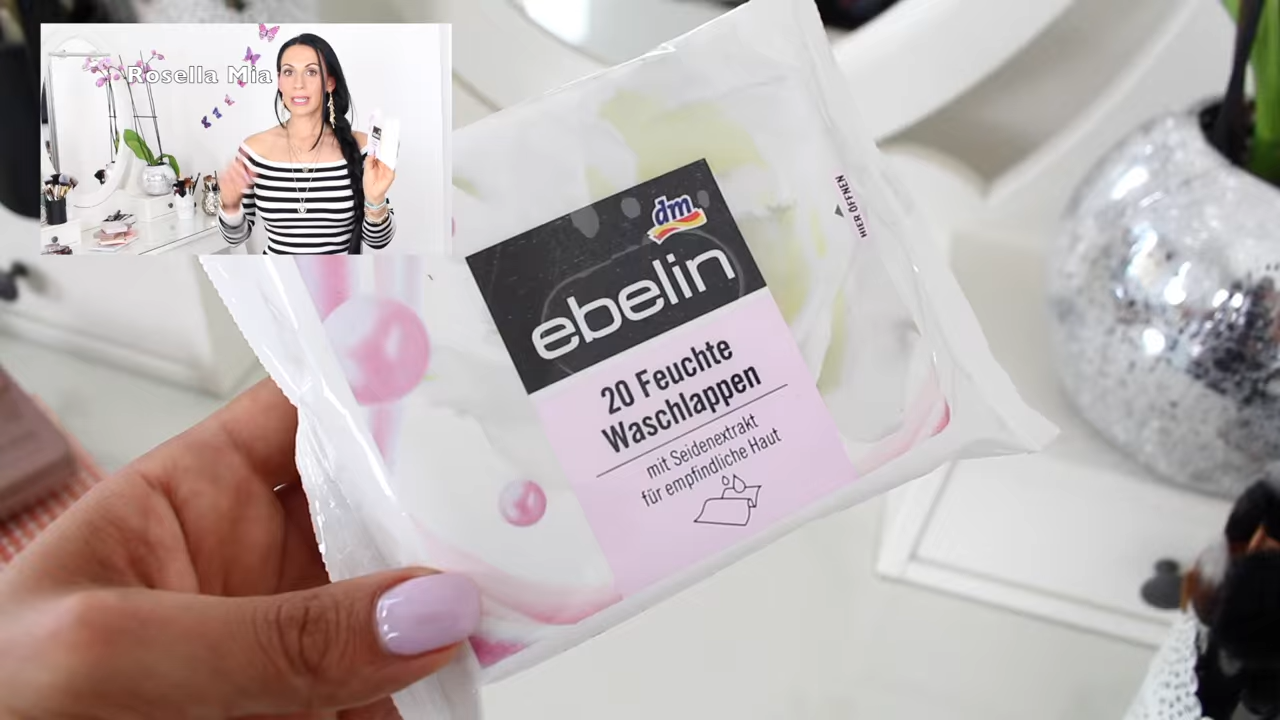 Rosella Mia
dm
ebelin
20 Feuchte
Waschlappen
mit Seidenextrakt
für empfindliche Haut
HIER ÖFFNEN